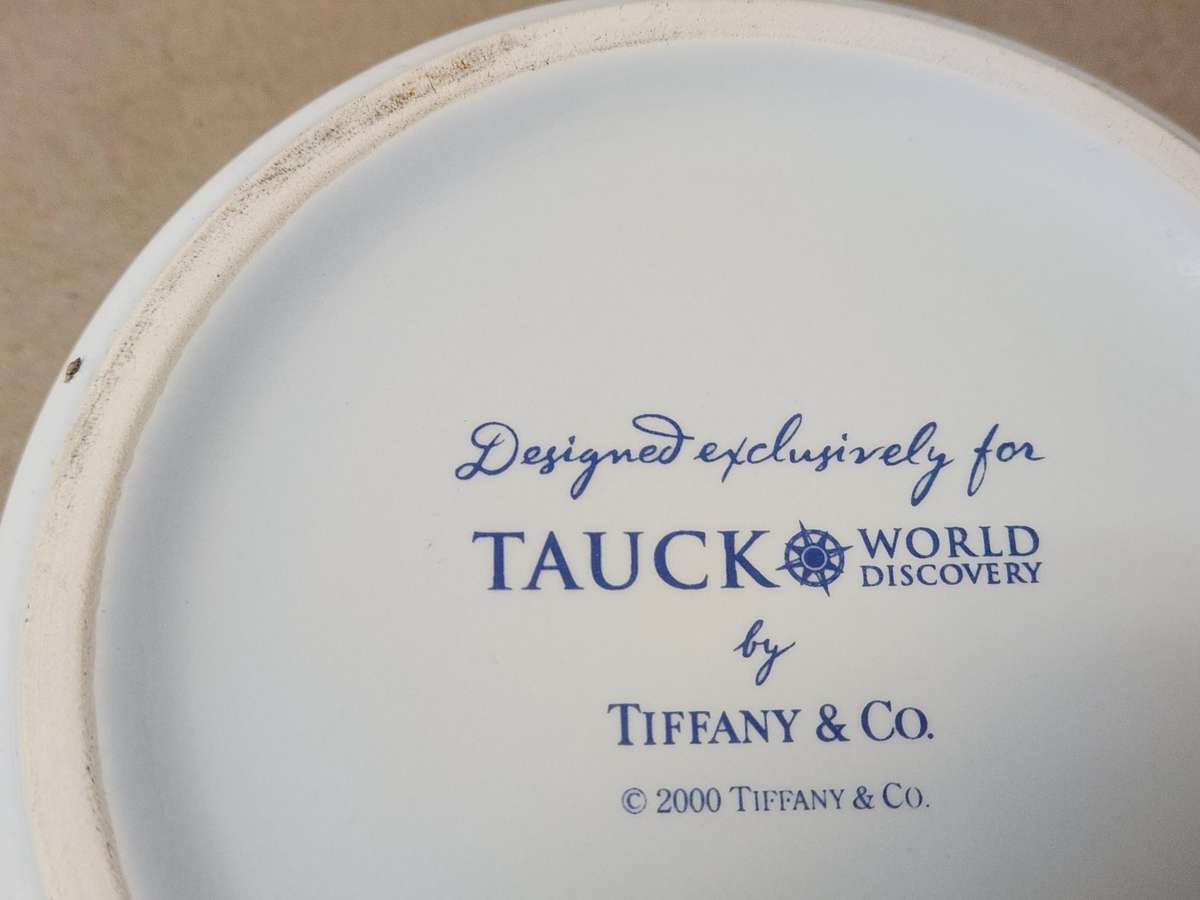 Designed exclusively for
TAUCK WORLD DISCOVERY
by
TIFFANY & CO.
© 2000 TIFFANY & CO.